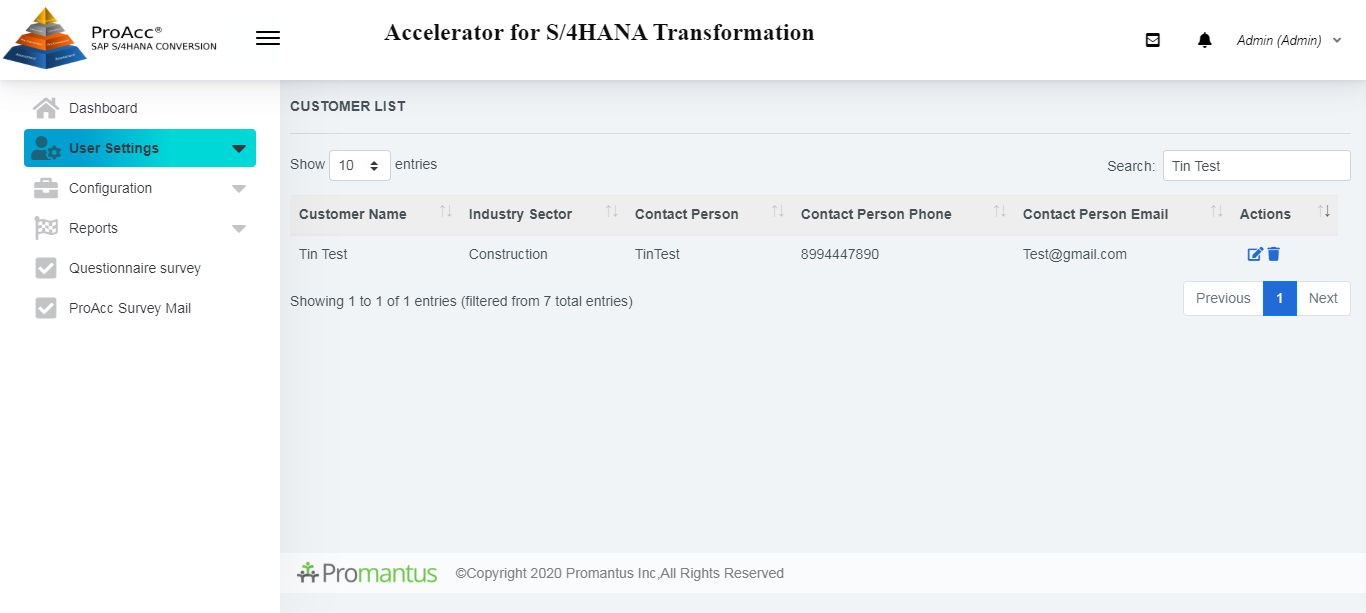 ProAcc®
SAP S/4HANA CONVERSION
Accelerator for S/4HANA Transformation
Admin (Admin)
Dashboard
User Settings
Configuration
Reports
Questionnaire survey
ProAcc Survey Mail
CUSTOMER LIST
Show 10 entries
Search: Tin Test
Customer Name Industry Sector Contact Person Contact Person Phone Contact Person Email Actions
Tin Test Construction TinTest 8994447890 Test@gmail.com
Showing 1 to 1 of 1 entries (filtered from 7 total entries)
Previous 1 Next
Promantus ©Copyright 2020 Promantus Inc,All Rights Reserved